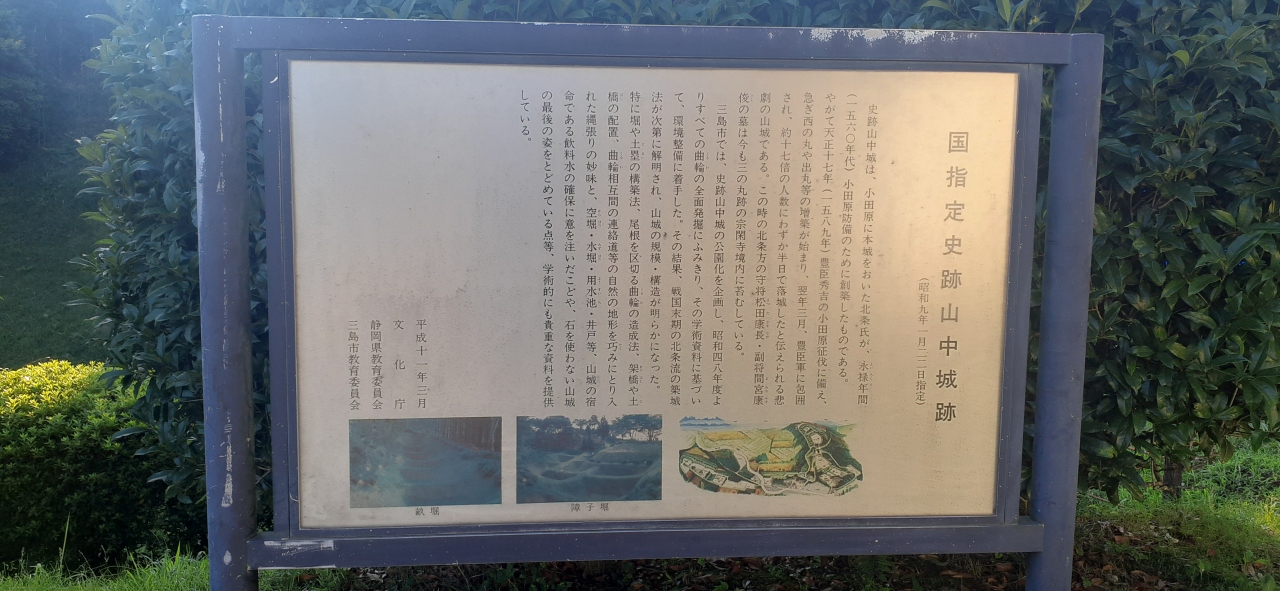 国指定史跡山中城跡
(昭和九年一月二二日指定)
史跡山中城は、小田原に本城をおいた北条氏が、永禄年間
(一五六〇年代)小田原防備のために創築したものである。
やがて天正十七年(一五八九年)豊臣秀吉の小田原征伐に備え、
急ぎ西の丸や出丸等の増築が始まり、翌年三月、豊臣軍に包囲
され、約十七倍の人数にわずか半日で落城したと伝えられる悲
劇の山城である。この時の北条方の守将松田康長・副将間宮康
俊の墓は今も三の丸跡の宗閑寺境内に苔むしている。
三島市では、史跡山中城の公園化を企画し、昭和四八年度よ
りすべての曲輪の全面発掘にふみきり、その学術資料に基づい
て、環境整備に着手した。その結果、戦国末期の北条流の築城
法が次第に解明され、山城の規模・構造が明らかになった。
特に堀や土塁の構築法、尾根を区切る曲輪の造成法、架橋や土
橋の配置、曲輪相互間の連絡道等の自然の地形を巧みにとり入
れた縄張りの妙味と、空堀・水堀・用水池・井戸等、山城の宿
命である飲料水の確保に意を注いだことや、石を使わない山城
の最後の姿をとどめている点等、学術的にも貴重な資料を提供
している。
平成十一年三月
文化庁
静岡県教育委員会
三島市教育委員会
障子堀
畝堀